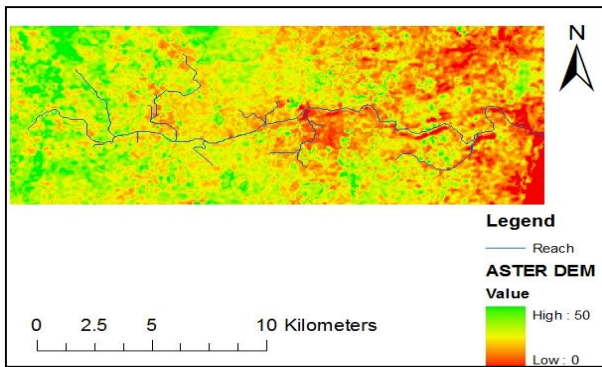 N
Legend
Reach
ASTER DEM
Value
High : 50
Low : 0
0 2.5 5 10 Kilometers